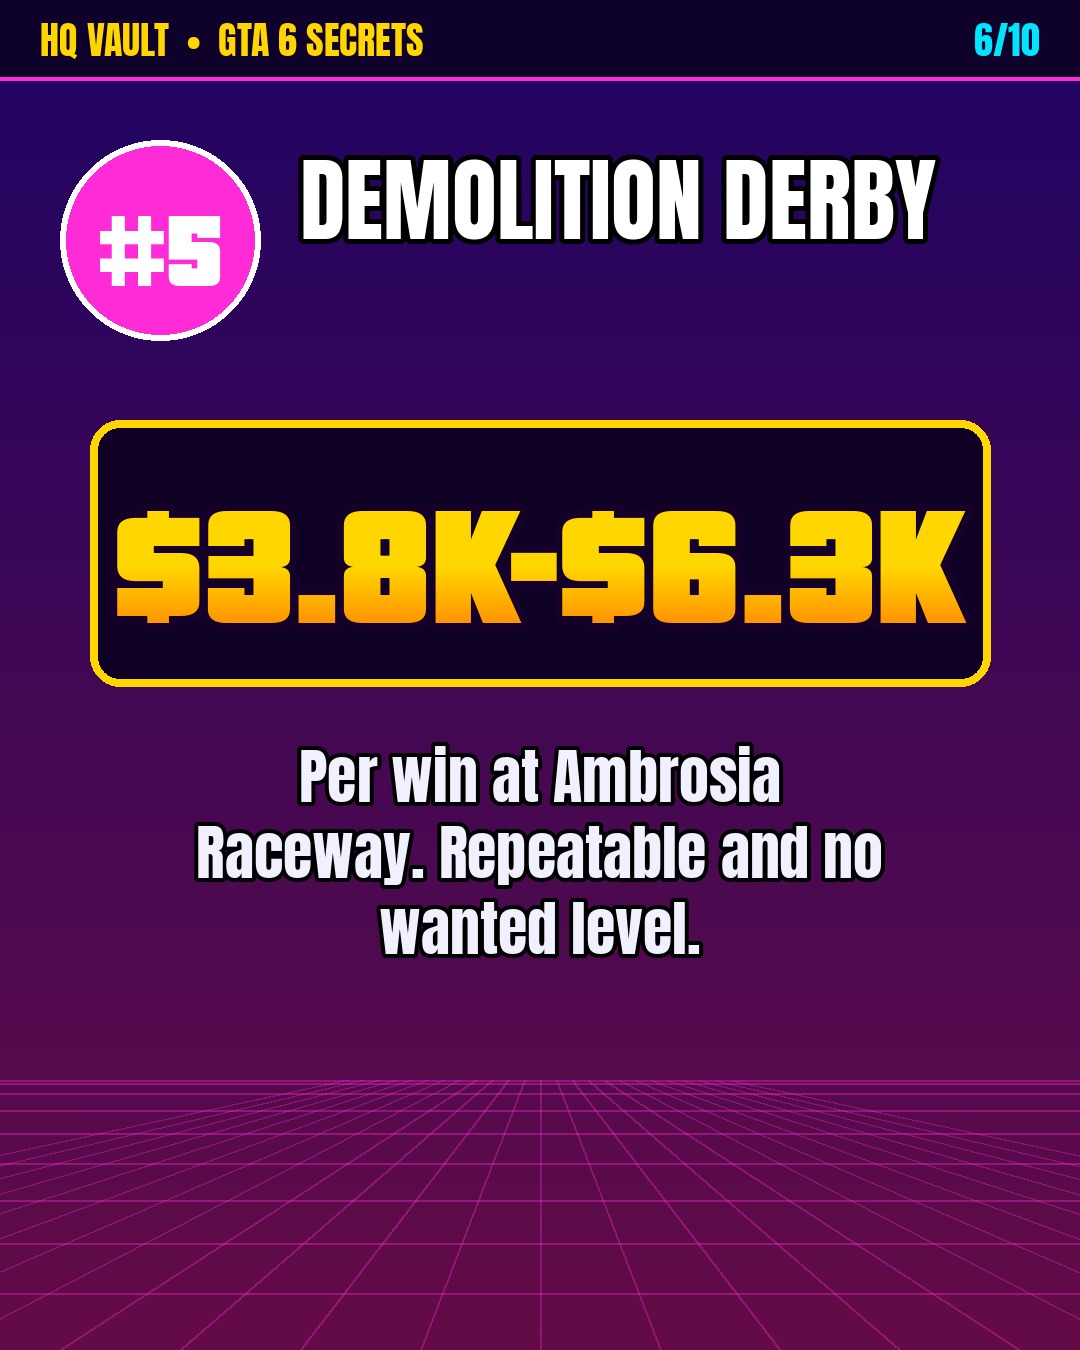 HQ VAULT • GTA 6 SECRETS
6/10
#5
DEMOLITION DERBY
$3.8K-$6.3K
Per win at Ambrosia
Raceway. Repeatable and no
wanted level.